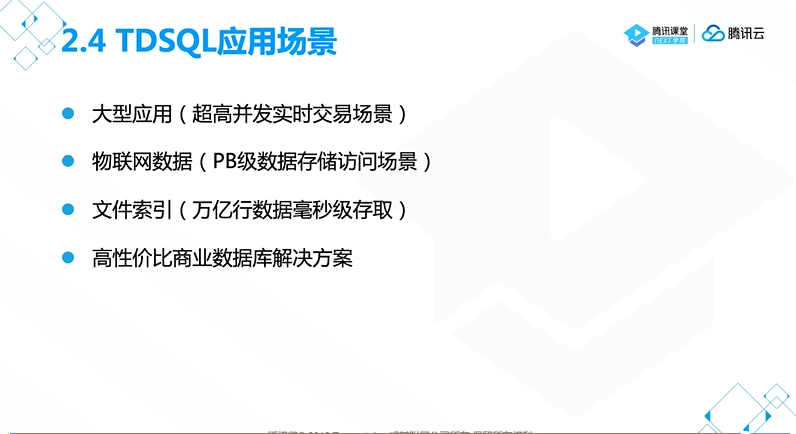 2.4 TDSQL应用场景
腾讯课堂
NEXT学院
腾讯云
大型应用（超高并发实时交易场景）
物联网数据（PB级数据存储访问场景）
文件索引（万亿行数据毫秒级存取）
高性价比商业数据库解决方案